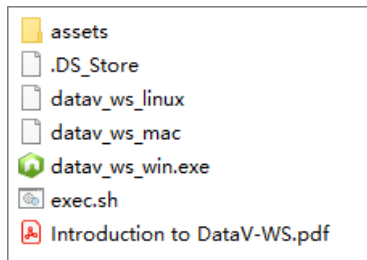 assets
.DS_Store
datav_ws_linux
datav_ws_mac
datav_ws_win.exe
exec.sh
Introduction to DataV-WS.pdf